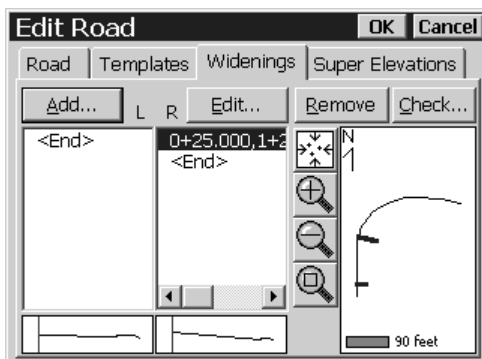 Edit Road OK Cancel
Road Templates Widenings Super Elevations
Add... L R Edit... Remove Check...
<End> 0+25.000,1+2 N
<End>
90 feet